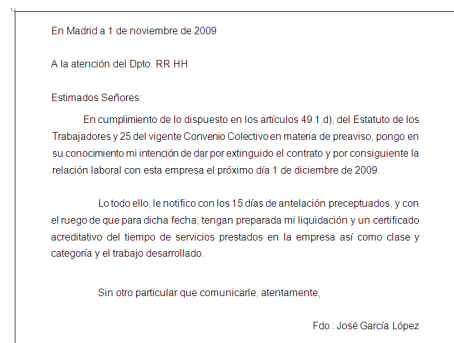 En Madrid a 1 de noviembre de 2009
A la atención del Dpto. RR.HH
Estimados Señores:
En cumplimiento de lo dispuesto en los artículos 49.1.d), del Estatuto de los
Trabajadores y 25 del vigente Convenio Colectivo en materia de preaviso, pongo en
su conocimiento mi intención de dar por extinguido el contrato y por consiguiente la
relación laboral con esta empresa el próximo día 1 de diciembre de 2009.
Lo todo ello, le notifico con los 15 días de antelación preceptuados, y con
el ruego de que para dicha fecha, tengan preparada mi liquidación y un certificado
acreditativo del tiempo de servicios prestados en la empresa así como clase y
categoría y el trabajo desarrollado.
Sin otro particular que comunicarle, atentamente,
Fdo.: José García López